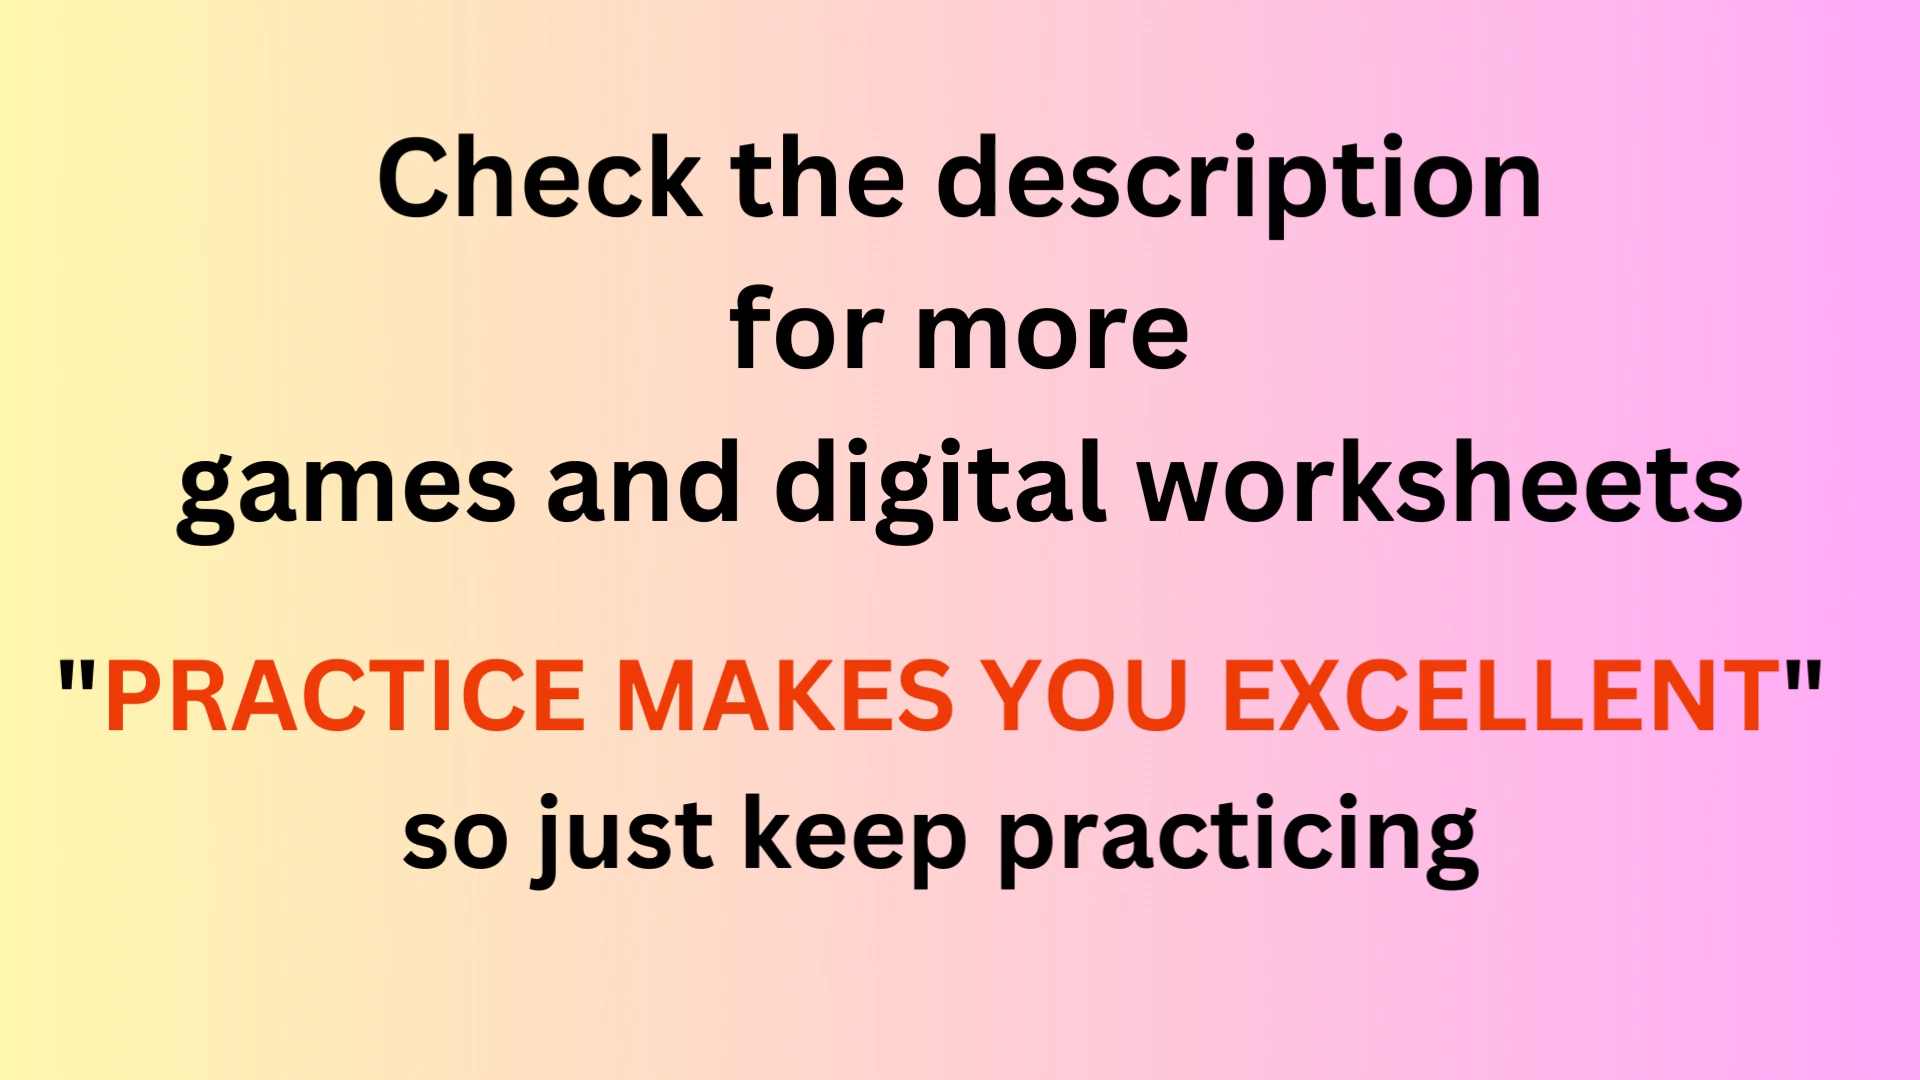 Check the description
for more
games and digital worksheets
"PRACTICE MAKES YOU EXCELLENT"
so just keep practicing